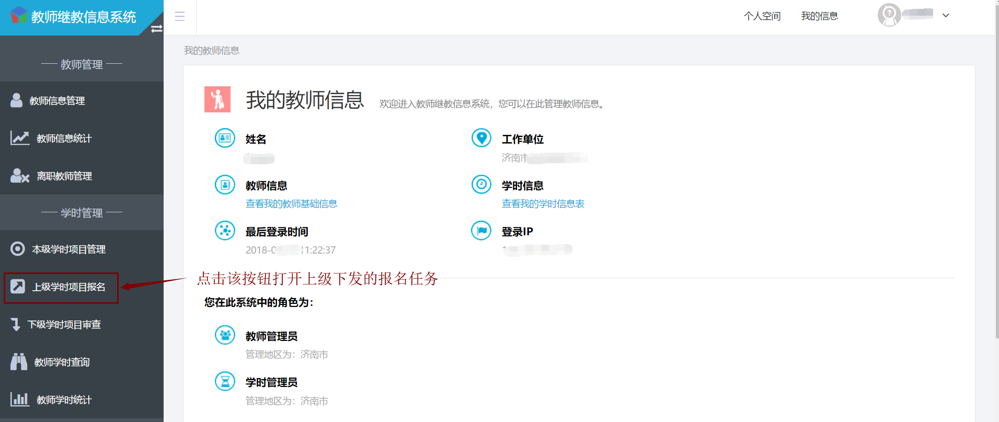 教师继教信息系统
个人空间
我的信息
教师管理
教师信息管理
教师信息统计
离职教师管理
学时管理
本级学时项目管理
上级学时项目报名
下级学时项目审查
教师学时查询
教师学时统计
我的教师信息
我的教师信息
欢迎进入教师继教信息系统，您可以在此管理教师信息。
姓名
工作单位
济南市
教师信息
查看我的教师基础信息
学时信息
查看我的学时信息表
最后登录时间
2018-0
11:22:37
登录IP
点击该按钮打开上级下发的报名任务
您在此系统中的角色为：
教师管理员
管理地区为：济南市
学时管理员
管理地区为：济南市